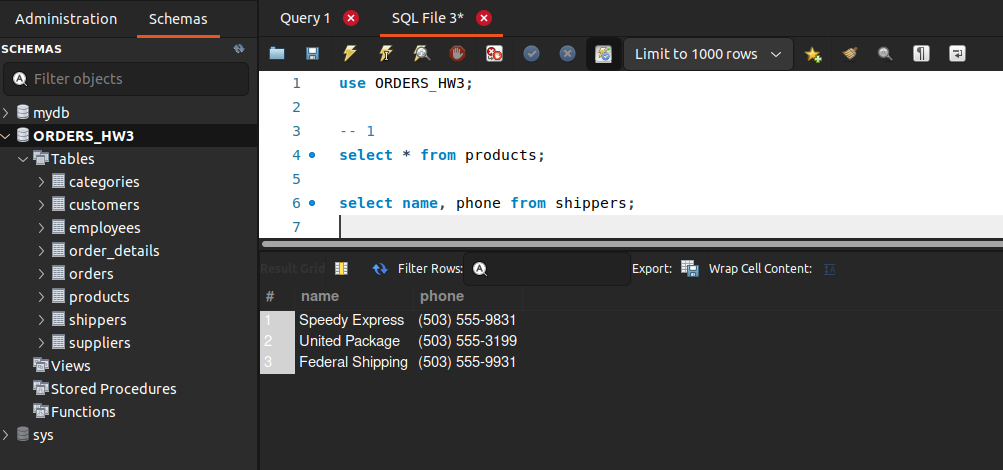 Administration Schemas
SCHEMAS
Filter objects
mydb
ORDERS_HW3
Tables
categories
customers
employees
order_details
orders
products
shippers
suppliers
Views
Stored Procedures
Functions
sys
Query 1 SQL File 3*
Limit to 1000 rows
1 use ORDERS_HW3;
2
3 -- 1
4 select * from products;
5
6 select name, phone from shippers;
7
Result Grid Filter Rows: Export: Wrap Cell Content: IA
# name phone
1 Speedy Express (503) 555-9831
2 United Package (503) 555-3199
3 Federal Shipping (503) 555-9931